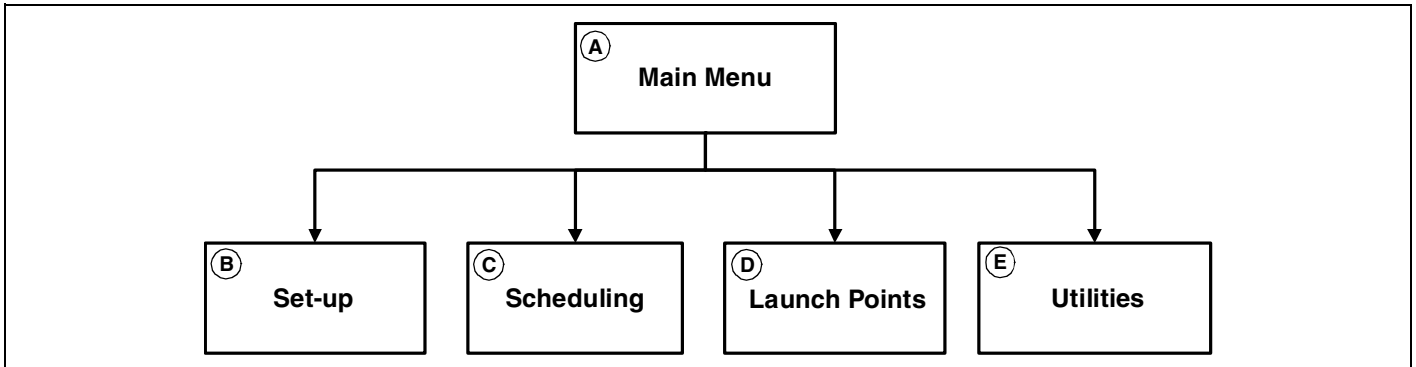 A
Main Menu
B
Set-up
C
Scheduling
D
Launch Points
E
Utilities